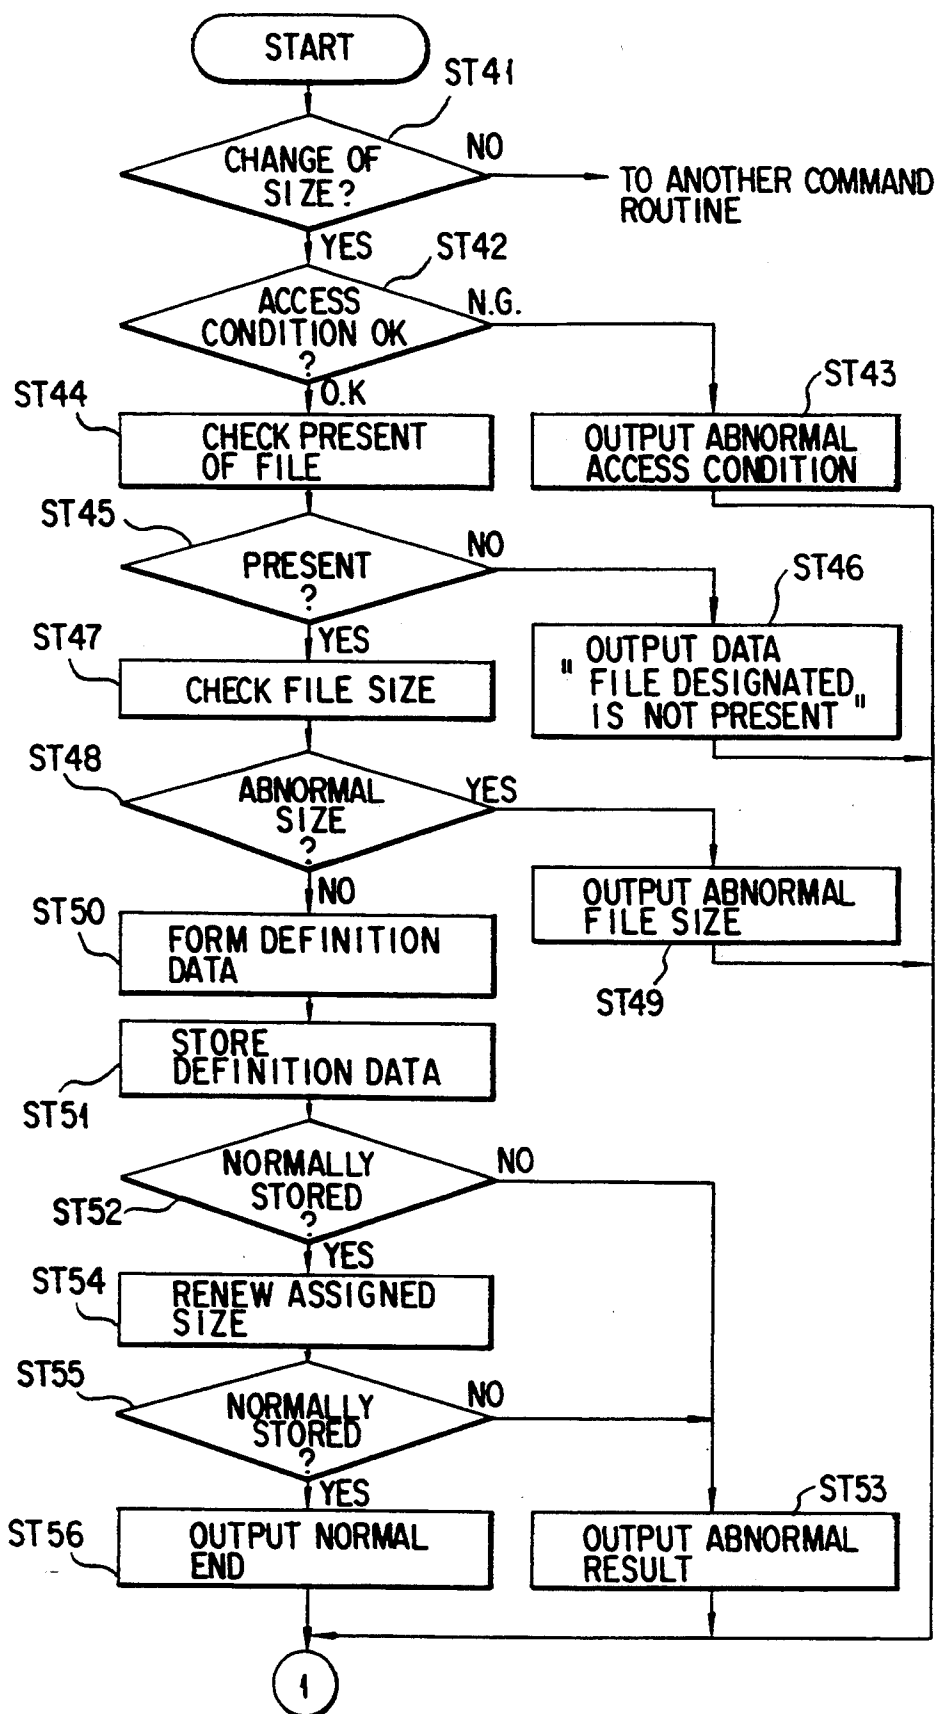 START
ST41
CHANGE OF
SIZE?
NO
TO ANOTHER COMMAND
ROUTINE
YES
ST42
ACCESS
CONDITION OK
?
N.G.
O.K
ST43
OUTPUT ABNORMAL
ACCESS CONDITION
ST44
CHECK PRESENT
OF FILE
ST45
PRESENT
?
NO
YES
ST46
OUTPUT DATA
" FILE DESIGNATED
IS NOT PRESENT "
ST47
CHECK FILE SIZE
ST48
ABNORMAL
SIZE
?
YES
NO
OUTPUT ABNORMAL
FILE SIZE
ST49
ST50
FORM DEFINITION
DATA
STORE
DEFINITION DATA
ST51
NORMALLY
STORED
?
NO
ST52
YES
ST54
RENEW ASSIGNED
SIZE
ST55
NORMALLY
STORED
?
NO
YES
ST53
OUTPUT ABNORMAL
RESULT
ST56
OUTPUT NORMAL
END
1